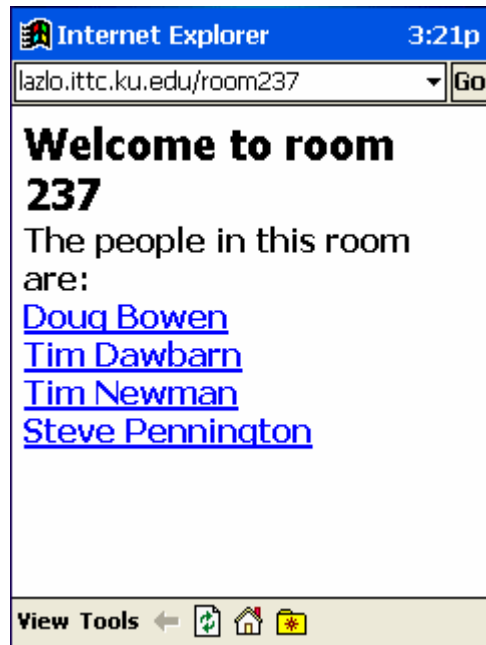 Internet Explorer 3:21p
lazlo.ittc.ku.edu/room237 Go
Welcome to room
237
The people in this room
are:
Doug Bowen
Tim Dawbarn
Tim Newman
Steve Pennington
View Tools